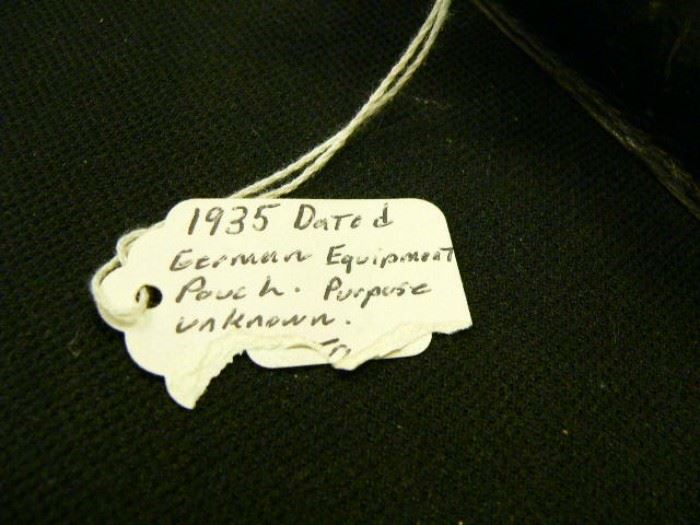 1935 Dated
German Equipment
Pouch. Purpose
unknown.